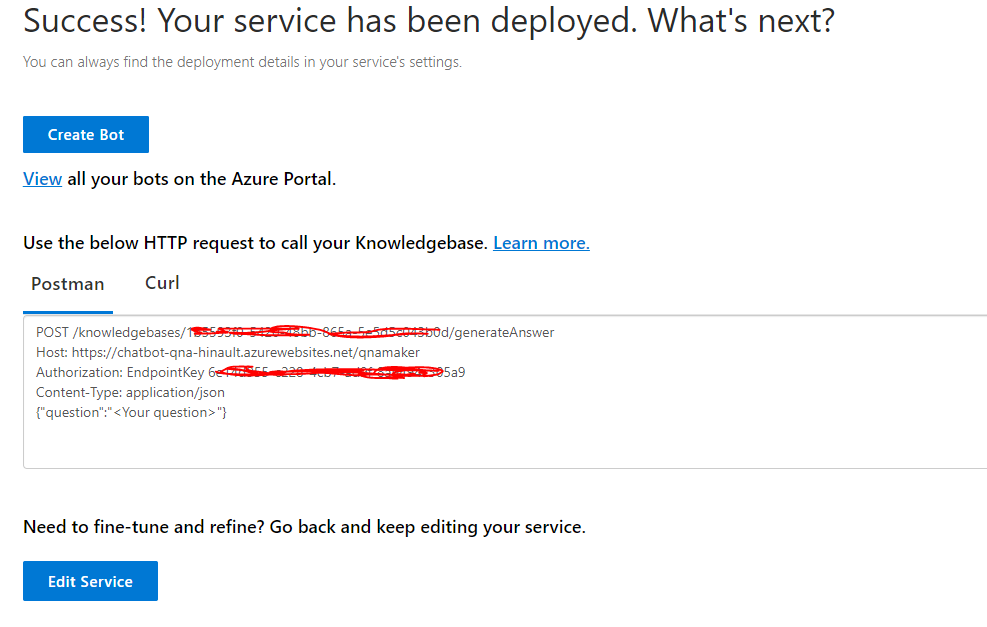 Success! Your service has been deployed. What's next?
You can always find the deployment details in your service's settings.
Create Bot
View all your bots on the Azure Portal.
Use the below HTTP request to call your Knowledgebase. Learn more.
Postman Curl
POST /knowledgebases/ /generateAnswer
Host: https://chatbot-qna-hinault.azurewebsites.net/qnamaker
Authorization: EndpointKey
Content-Type: application/json
{"question":"<Your question>"}
Need to fine-tune and refine? Go back and keep editing your service.
Edit Service